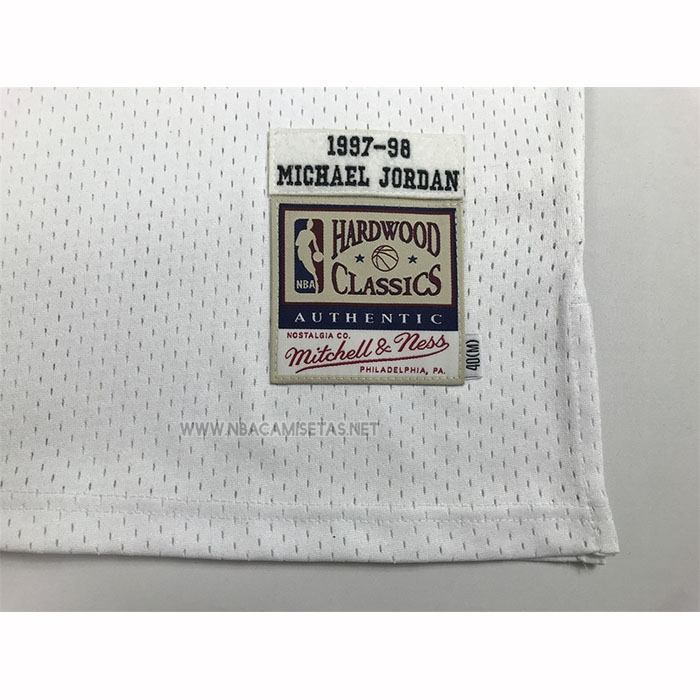 1997-98
MICHAEL JORDAN
HARDWOOD
CLASSICS
NBA
AUTHENTIC
NOSTALGIA CO.
Mitchell & Ness
PHILADELPHIA, PA.
40(M)
WWW.NBACAMISETAS.NET